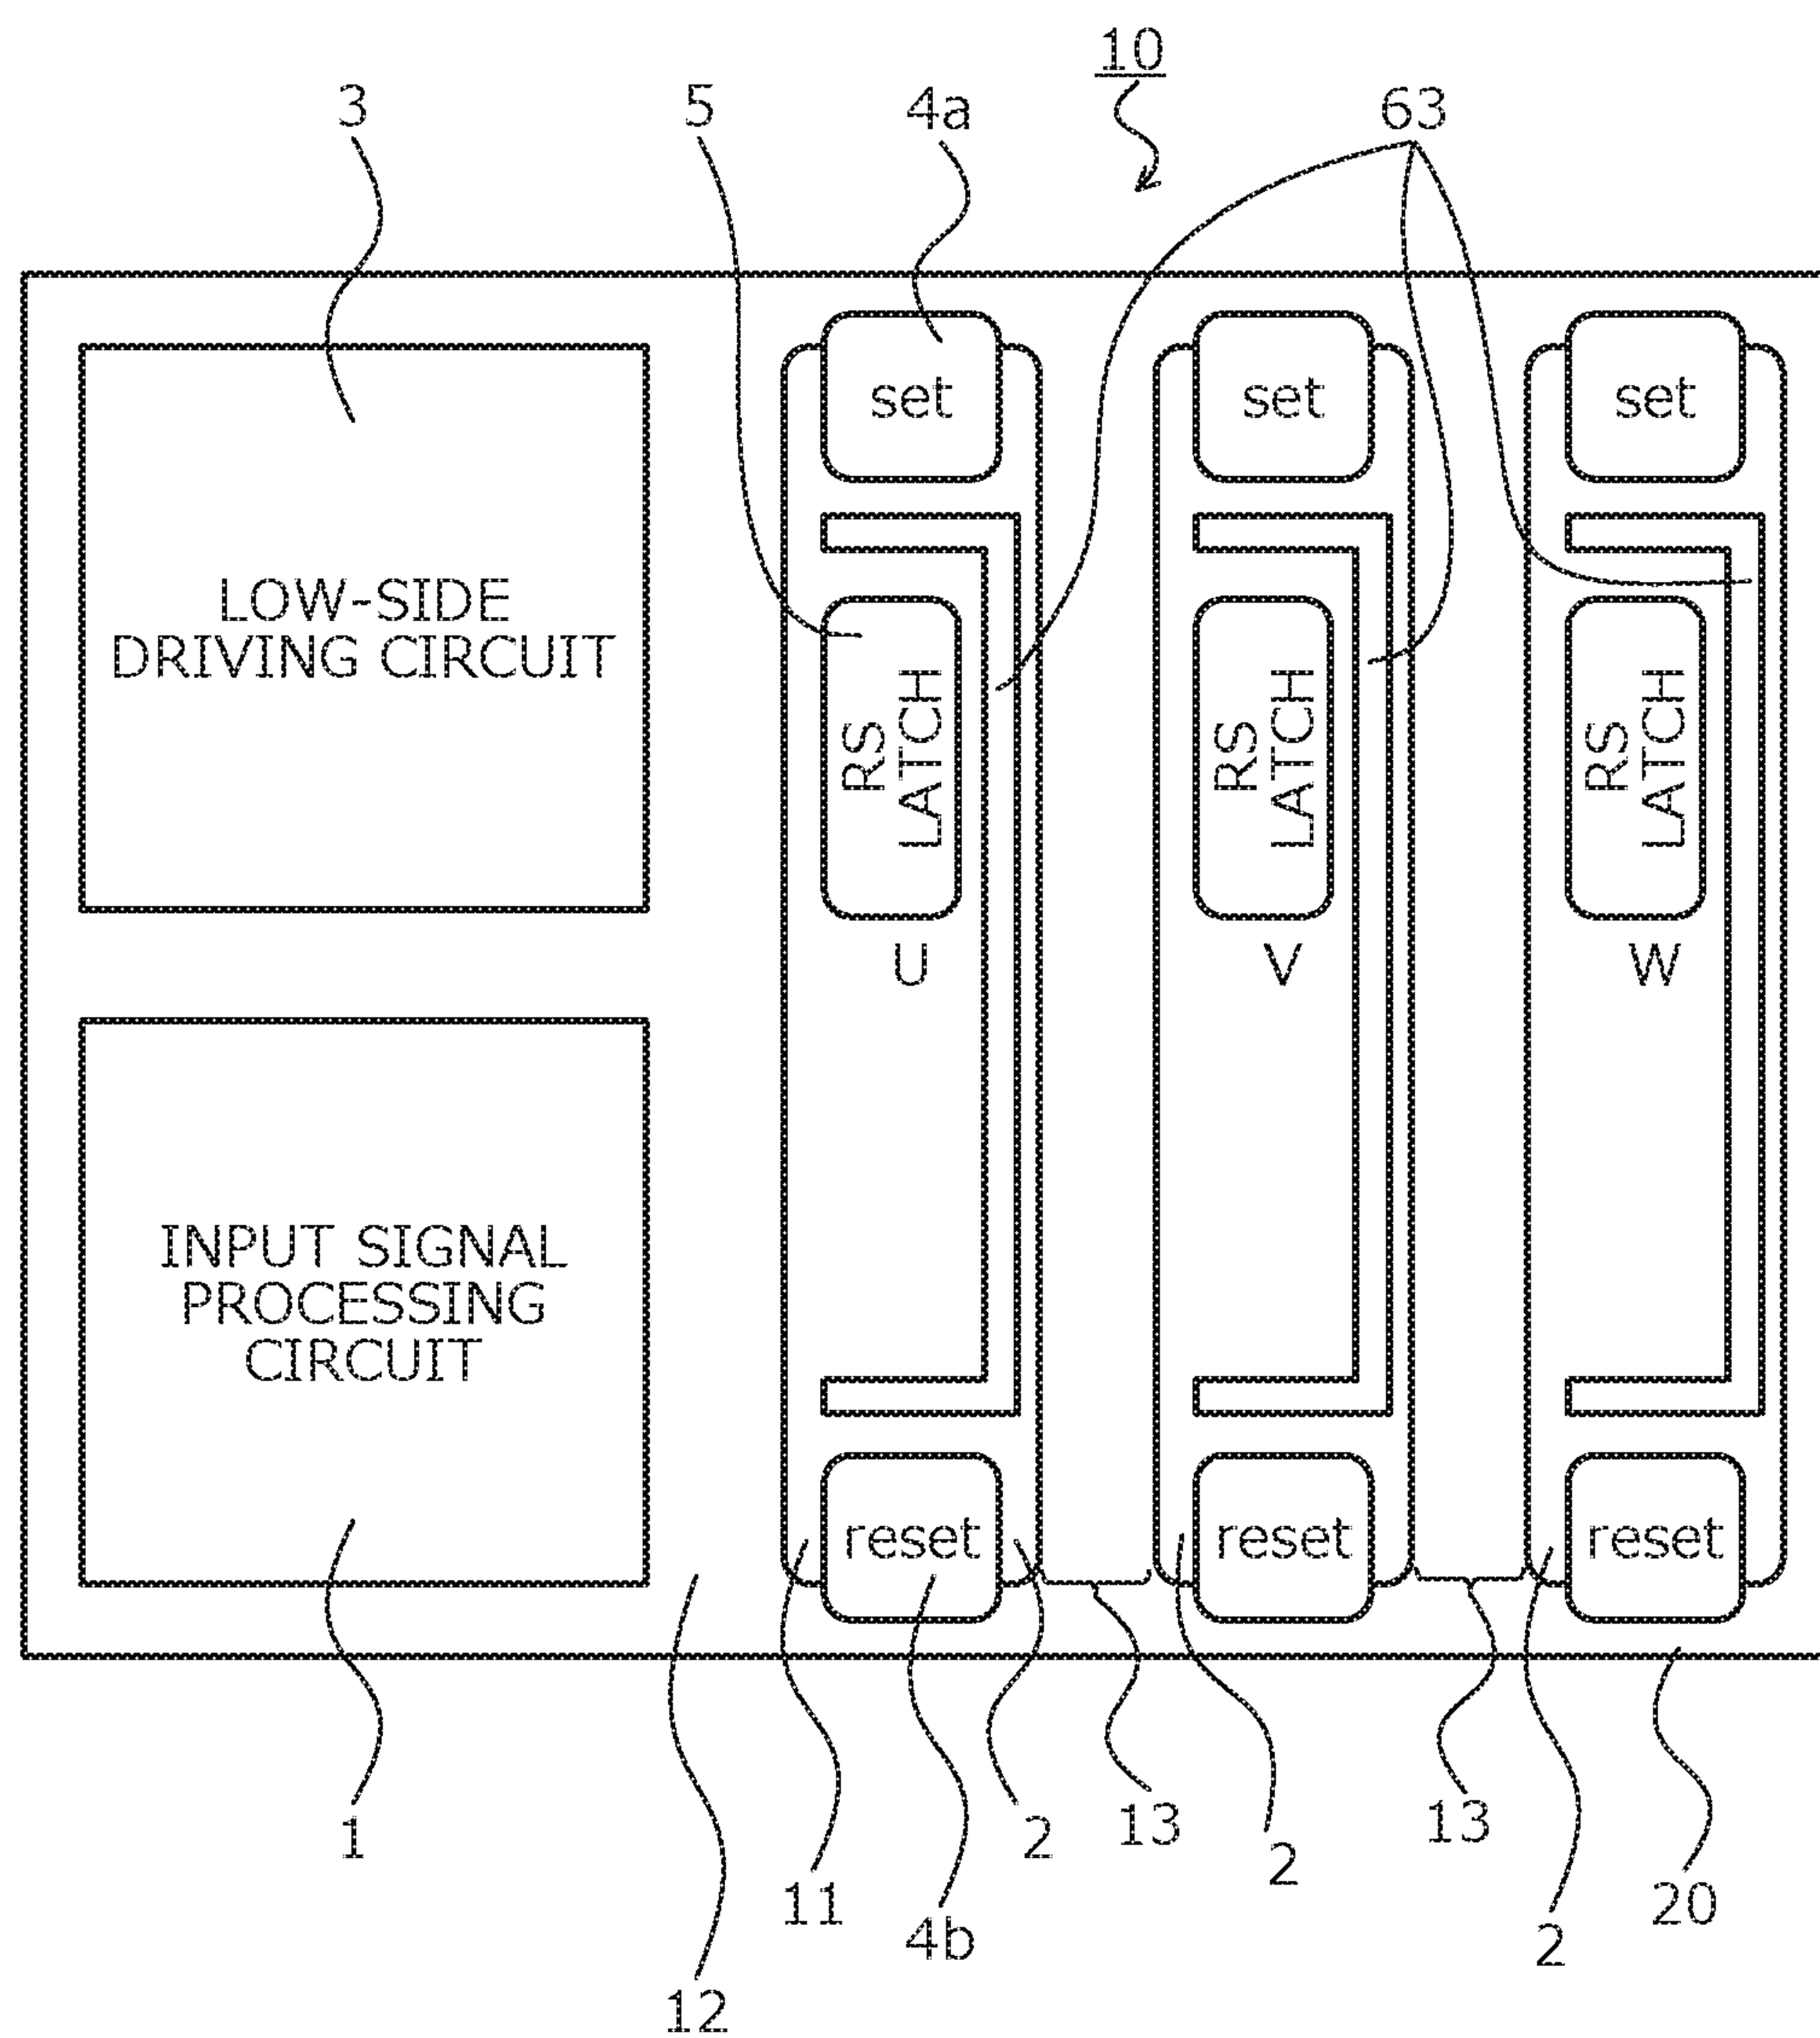 10
3
5
4a
63
set
set
set
LOW-SIDE
DRIVING CIRCUIT
RS
LATCH
RS
LATCH
RS
LATCH
U
V
W
INPUT SIGNAL
PROCESSING
CIRCUIT
reset
reset
reset
1
11
4b
2
13
2
13
2
20
12